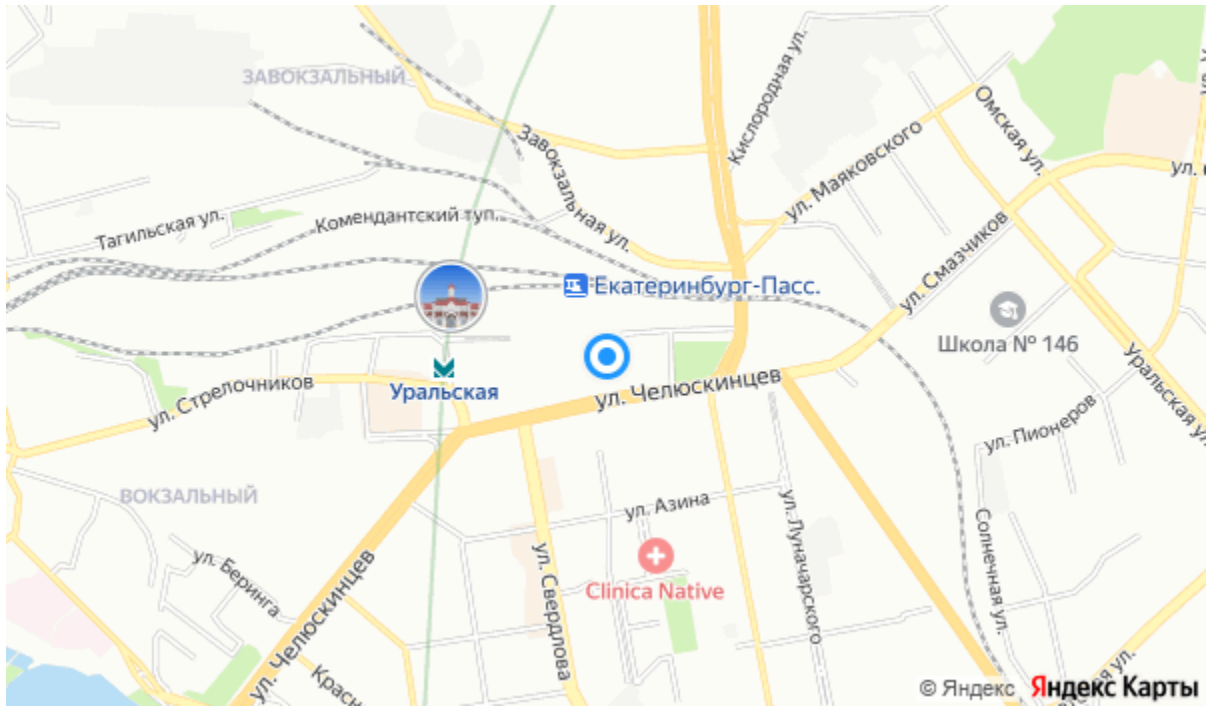 ЗАВОКЗАЛЬНЫЙ
Кислородная ул.
Омская ул.
Завокзальная ул.
ул. Маяковского
Тагильская ул.
Комендантский туп.
Екатеринбург-Пасс.
ул. Смазчиков
Школа № 146
Уральская
ул. Стрелочников
ул. Челюскинцев
Уральская ул.
ул. Пионеров
ВОКЗАЛЬНЫЙ
ул. Азина
ул. Луначарского
Солнечная ул.
ул. Беринга
ул. Свердлова
Clinica Native
ул. Челюскинцев
© Яндекс Яндекс Карты